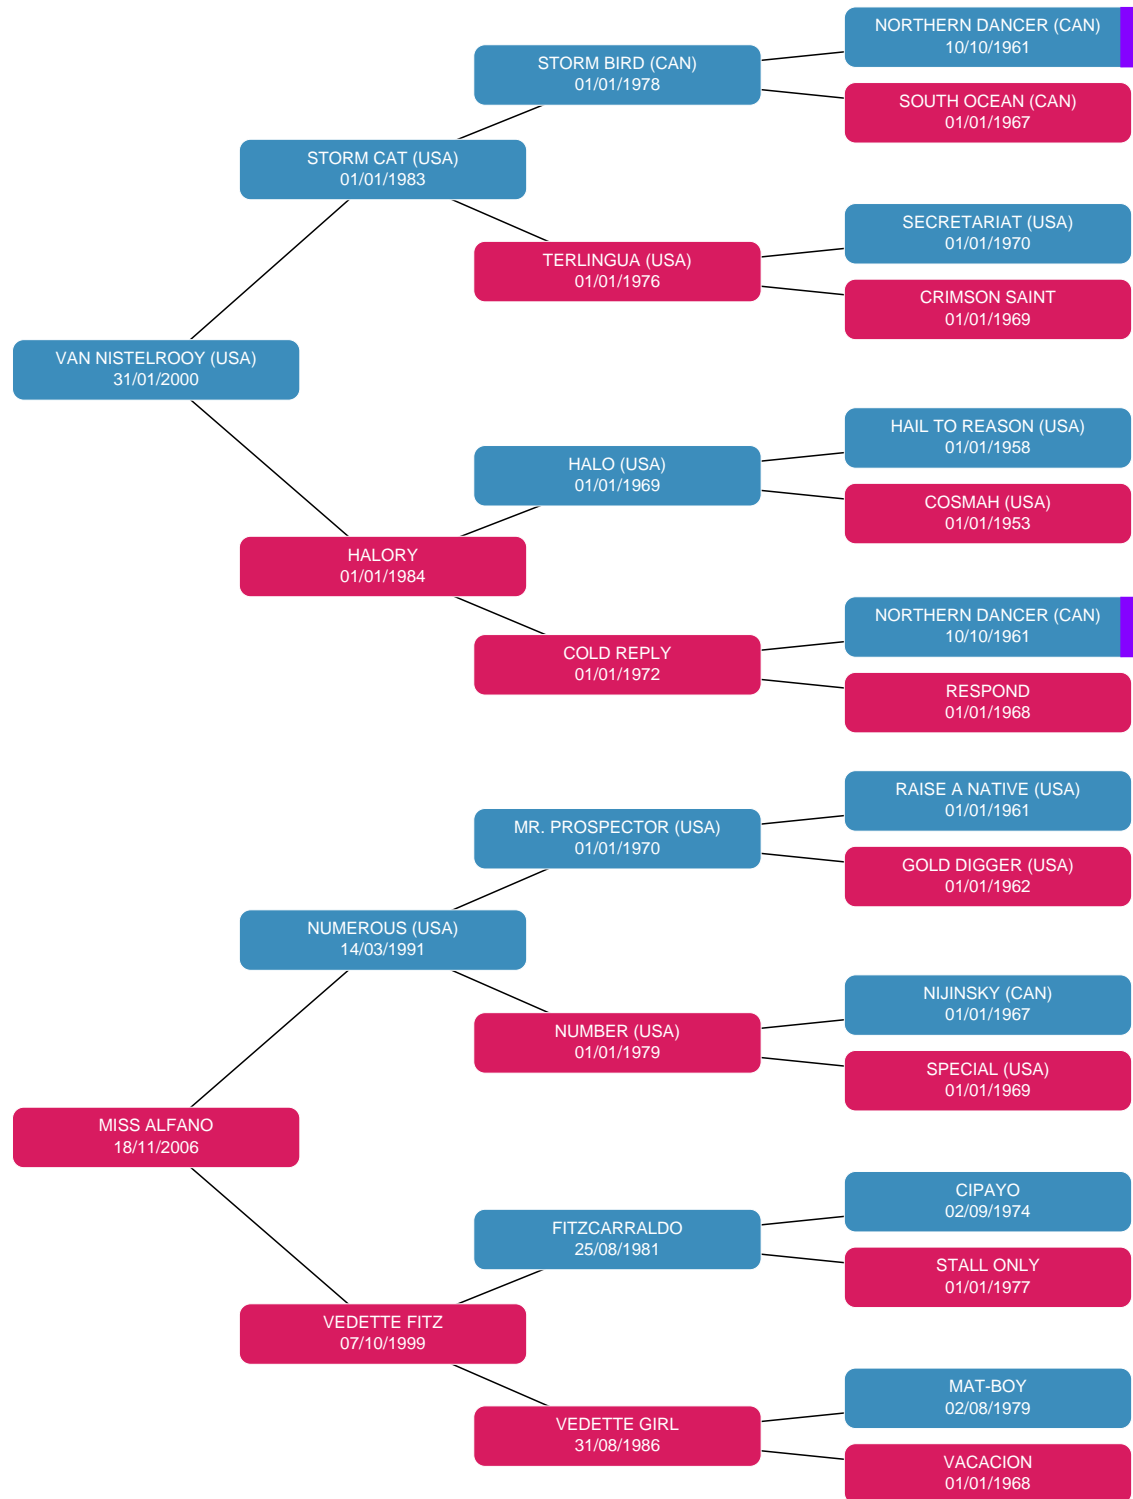 NORTHERN DANCER (CAN)
10/10/1961
STORM BIRD (CAN)
01/01/1978
SOUTH OCEAN (CAN)
01/01/1967
STORM CAT (USA)
01/01/1983
SECRETARIAT (USA)
01/01/1970
TERLINGUA (USA)
01/01/1976
CRIMSON SAINT
01/01/1969
VAN NISTELROOY (USA)
31/01/2000
HAIL TO REASON (USA)
01/01/1958
HALO (USA)
01/01/1969
COSMAH (USA)
01/01/1953
HALORY
01/01/1984
NORTHERN DANCER (CAN)
10/10/1961
COLD REPLY
01/01/1972
RESPOND
01/01/1968
RAISE A NATIVE (USA)
01/01/1961
MR. PROSPECTOR (USA)
01/01/1970
GOLD DIGGER (USA)
01/01/1962
NUMEROUS (USA)
14/03/1991
NIJINSKY (CAN)
01/01/1967
NUMBER (USA)
01/01/1979
SPECIAL (USA)
01/01/1969
MISS ALFANO
18/11/2006
CIPAYO
02/09/1974
FITZCARRALDO
25/08/1981
STALL ONLY
01/01/1977
VEDETTE FITZ
07/10/1999
MAT-BOY
02/08/1979
VEDETTE GIRL
31/08/1986
VACACION
01/01/1968